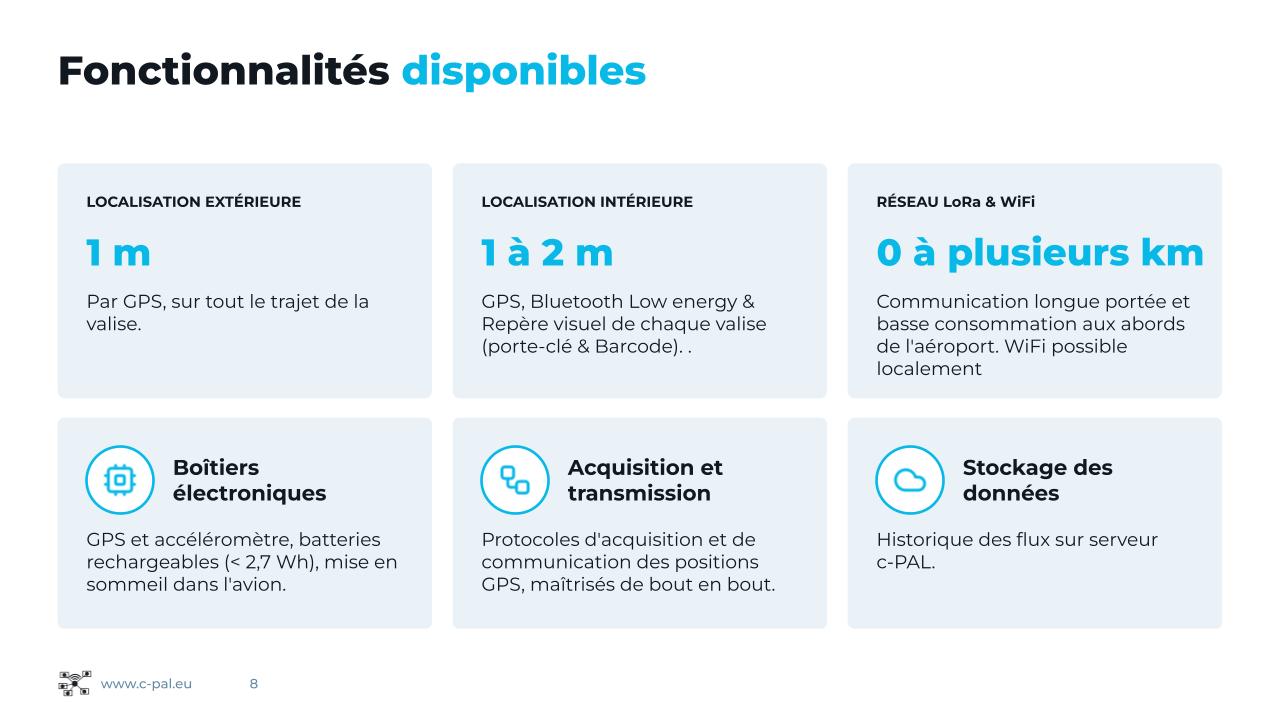 Fonctionnalités disponibles
LOCALISATION EXTÉRIEURE
1 m
Par GPS, sur tout le trajet de la
valise.
LOCALISATION INTÉRIEURE
1 à 2 m
GPS, Bluetooth Low energy &
Repère visuel de chaque valise
(porte-clé & Barcode). .
RÉSEAU LoRa & WiFi
0 à plusieurs km
Communication longue portée et
basse consommation aux abords
de l'aéroport. WiFi possible
localement
Boîtiers
électroniques
GPS et accéléromètre, batteries
rechargeables (< 2,7 Wh), mise en
sommeil dans l'avion.
Acquisition et
transmission
Protocoles d'acquisition et de
communication des positions
GPS, maîtrisés de bout en bout.
Stockage des
données
Historique des flux sur serveur
c-PAL.
www.c-pal.eu
8